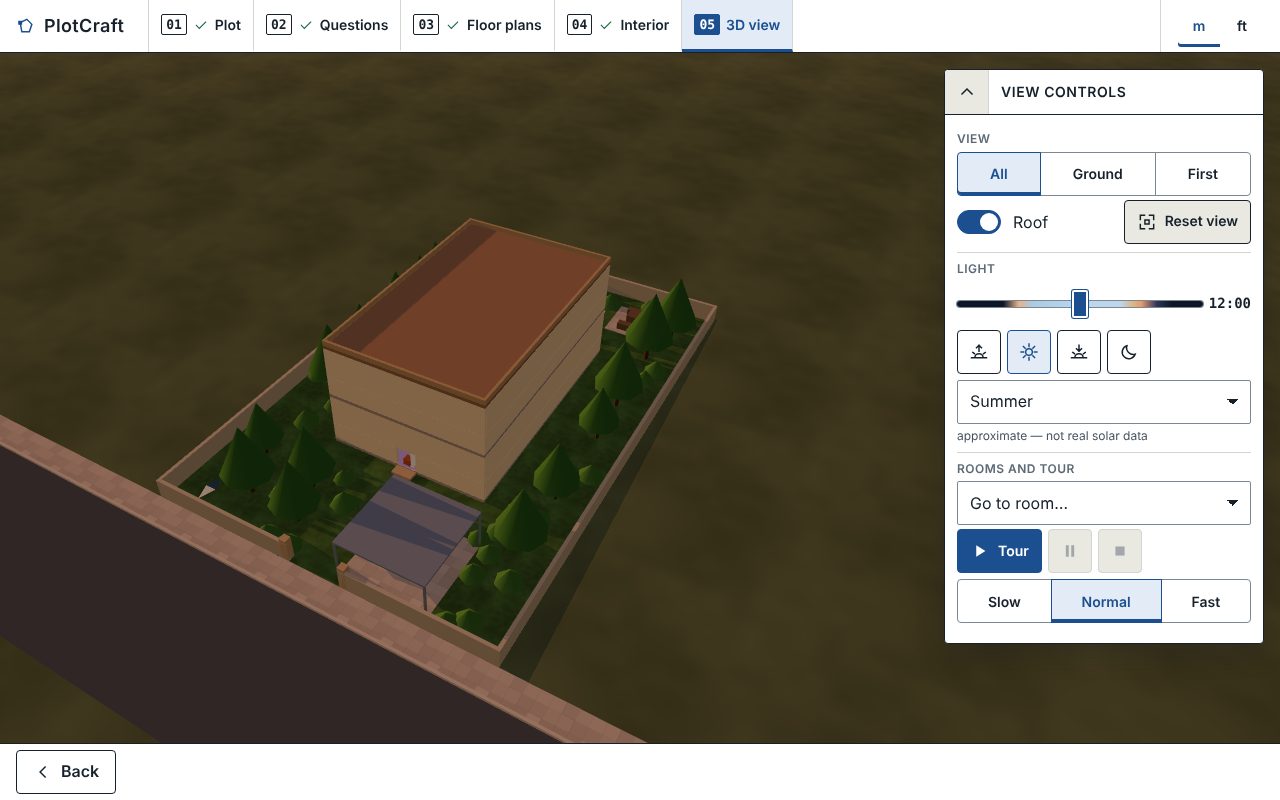 PlotCraft
01 Plot
02 Questions
03 Floor plans
04 Interior
05 3D view
m ft
VIEW CONTROLS
VIEW
All Ground First
Roof Reset view
LIGHT
12:00
Summer
approximate — not real solar data
ROOMS AND TOUR
Go to room...
Tour
Slow Normal Fast
Back